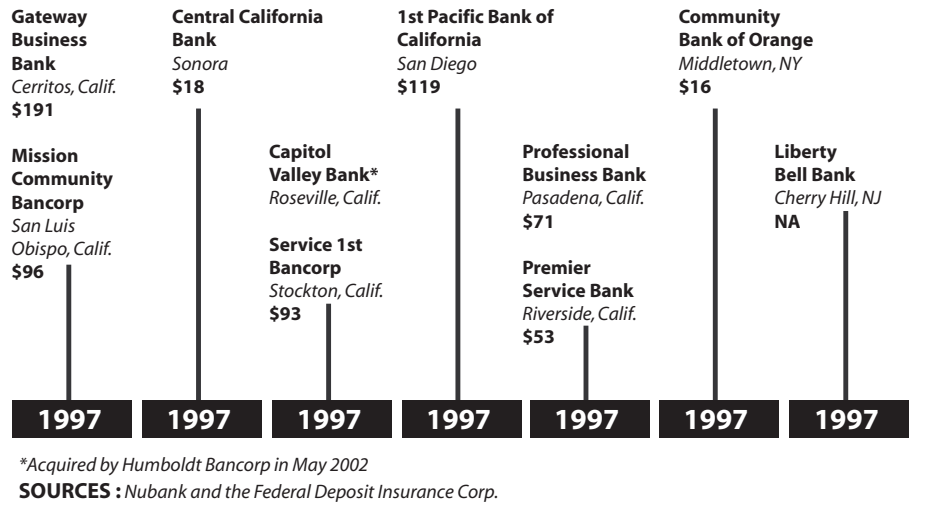 Gateway
Business
Bank
Cerritos, Calif.
$191
Mission
Community
Bancorp
San Luis
Obispo, Calif.
$96
Central California
Bank
Sonora
$18
Capitol
Valley Bank*
Roseville, Calif.
Service 1st
Bancorp
Stockton, Calif.
$93
1st Pacific Bank of
California
San Diego
$119
Professional
Business Bank
Pasadena, Calif.
$71
Premier
Service Bank
Riverside, Calif.
$53
Community
Bank of Orange
Middletown, NY
$16
Liberty
Bell Bank
Cherry Hill, NJ
NA
1997
1997
1997
1997
1997
1997
1997
*Acquired by Humboldt Bancorp in May 2002
SOURCES : Nubank and the Federal Deposit Insurance Corp.